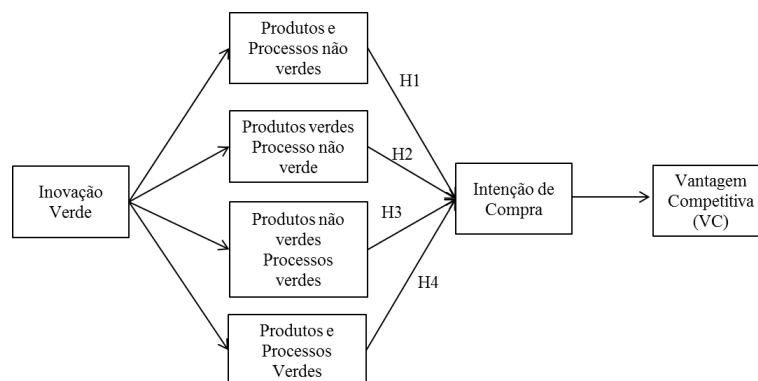 Inovação
Verde
Produtos e
Processos não
verdes
Produtos verdes
Processo não
verde
Produtos não
verdes
Processos
verdes
Produtos e
Processos
Verdes
H1
H2
H3
H4
Intenção de
Compra
Vantagem
Competitiva
(VC)